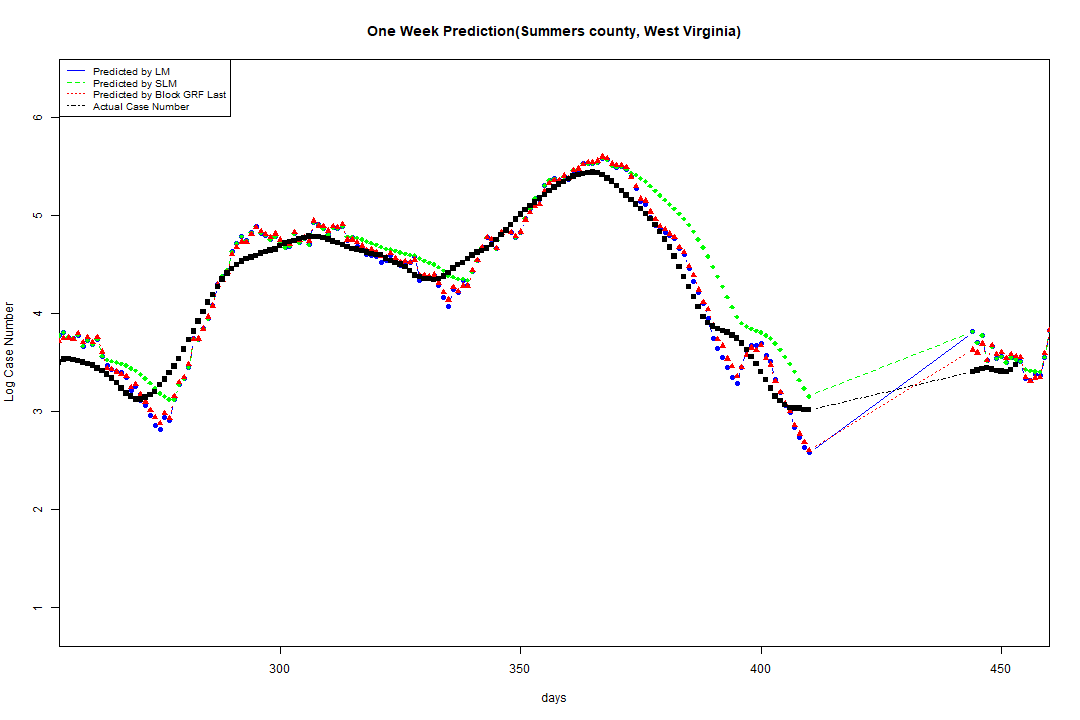 One Week Prediction(Summers county, West Virginia)
Predicted by LM
Predicted by SLM
Predicted by Block GRF Last
Actual Case Number
6
5
4
3
2
1
Log Case Number
300
350
400
450
days